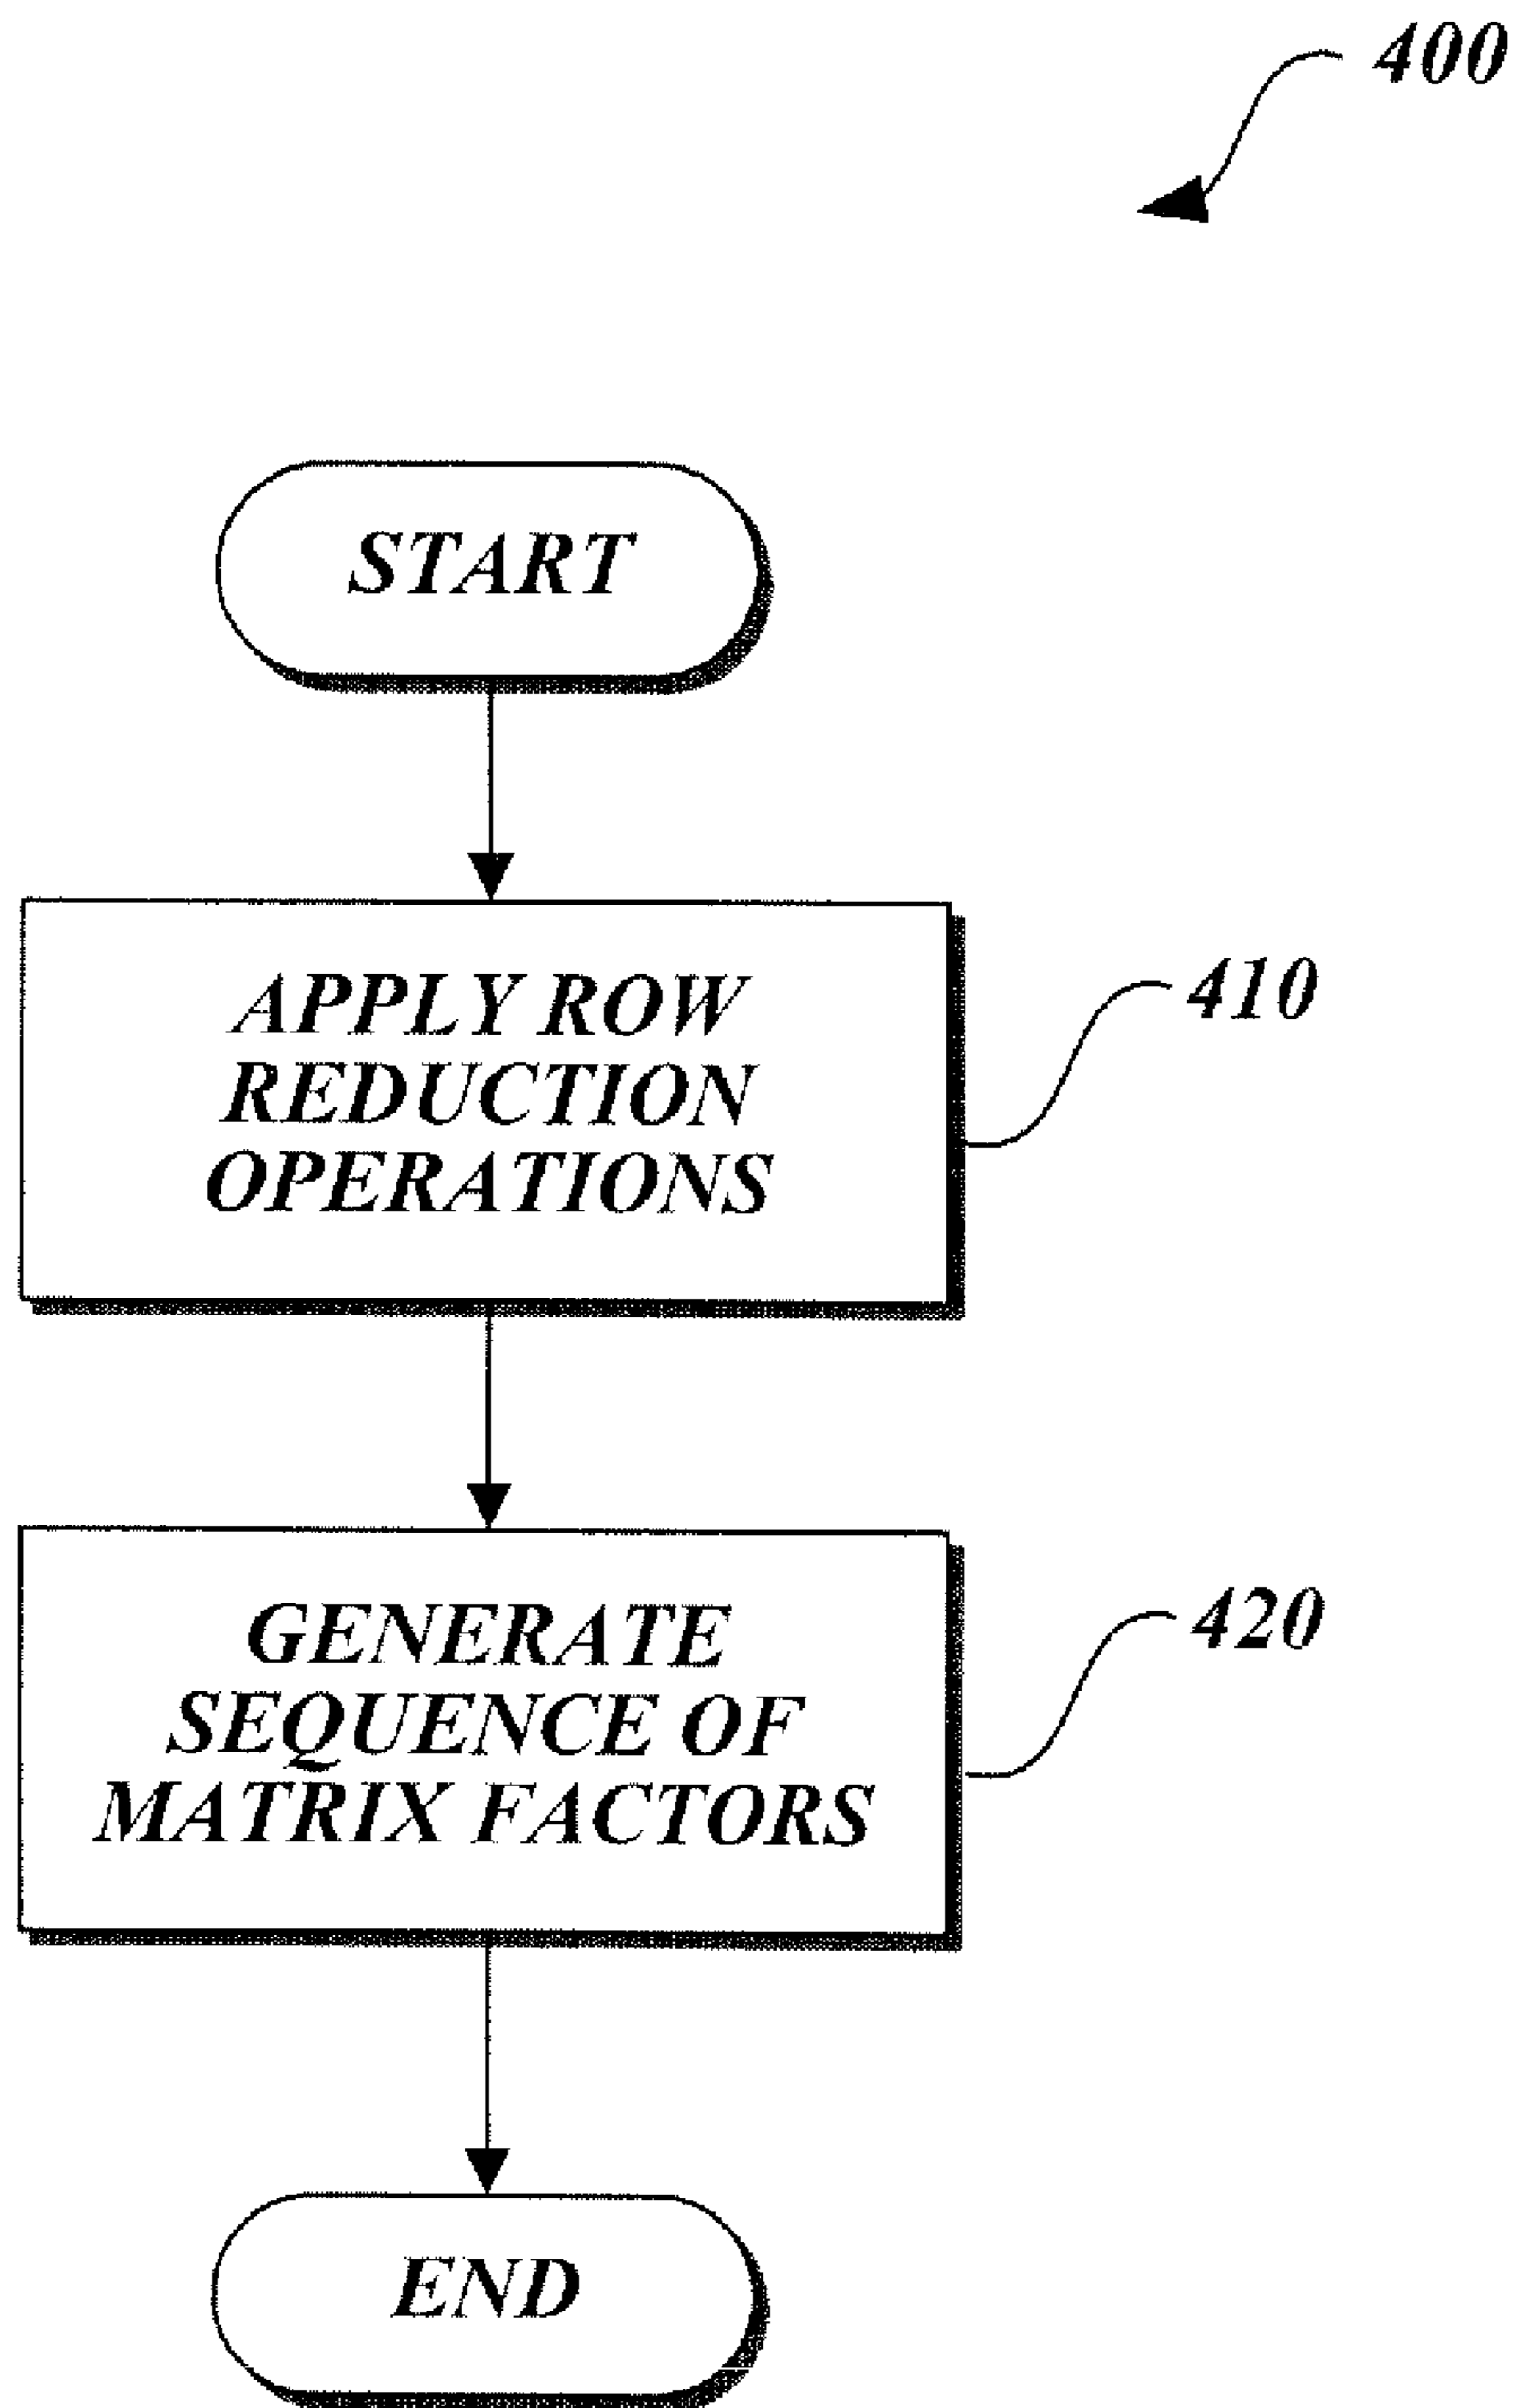 400
START
APPLY ROW
REDUCTION
OPERATIONS
410
GENERATE
SEQUENCE OF
MATRIX FACTORS
420
END